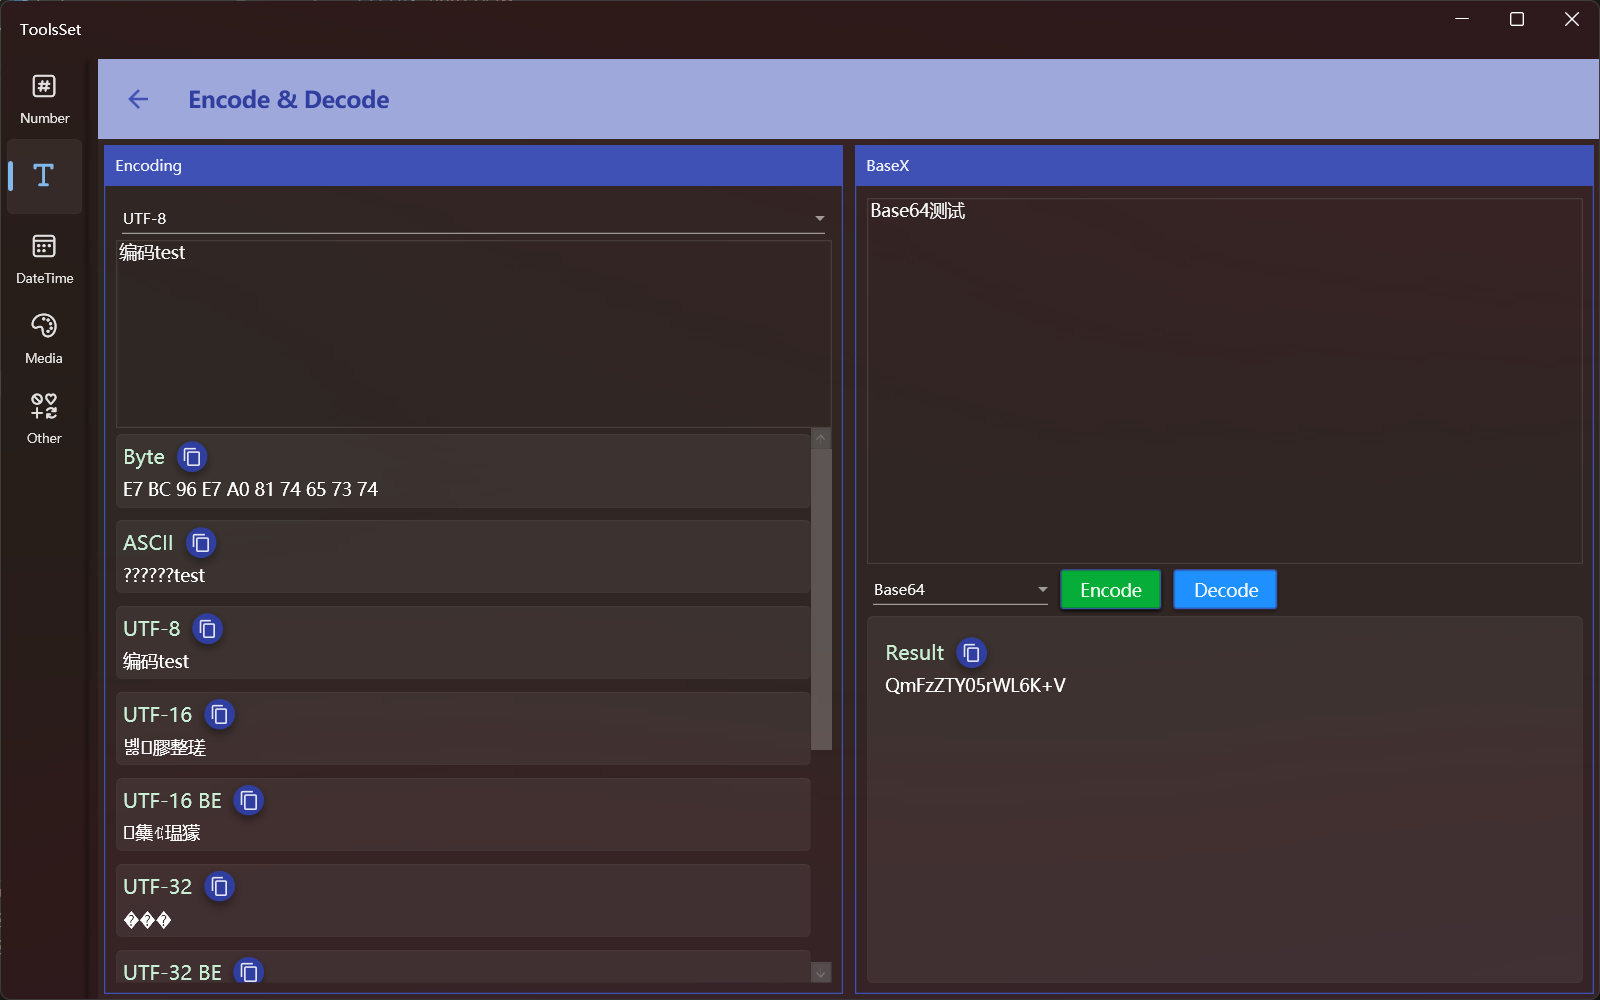 ToolsSet
Number
DateTime
Media
Other
Encode & Decode
Encoding
UTF-8
编码test
Byte
E7 BC 96 E7 A0 81 74 65 73 74
ASCII
??????test
UTF-8
编码test
UTF-16
UTF-16 BE
UTF-32
���
UTF-32 BE
BaseX
Base64测试
Base64
Encode
Decode
Result
QmFzZTY05rWL6K+V